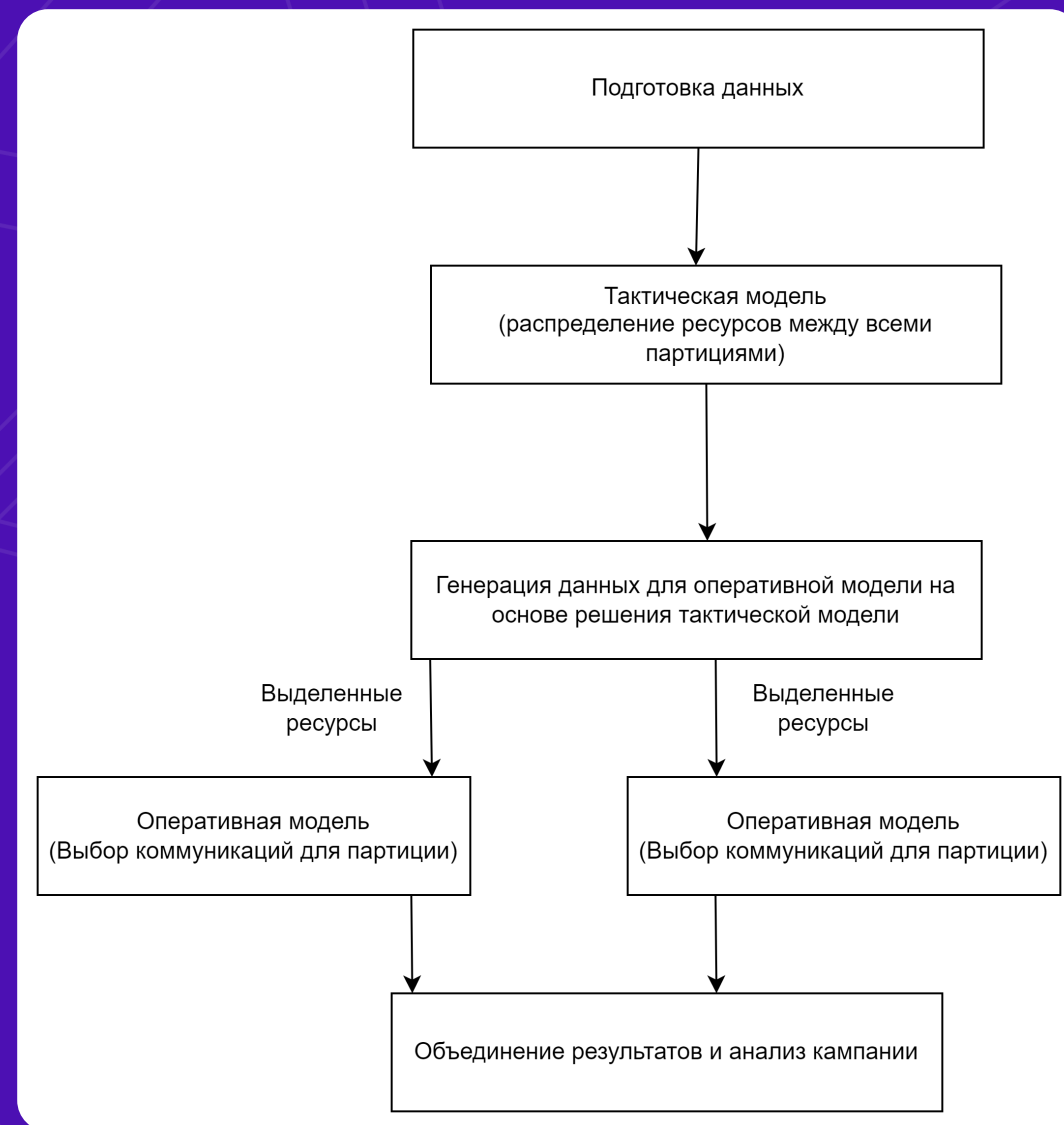 Подготовка данных
Тактическая модель
(распределение ресурсов между всеми
партициями)
Генерация данных для оперативной модели на
основе решения тактической модели
Выделенные
ресурсы
Выделенные
ресурсы
Оперативная модель
(Выбор коммуникаций для партиции)
Оперативная модель
(Выбор коммуникаций для партиции)
Объединение результатов и анализ кампании